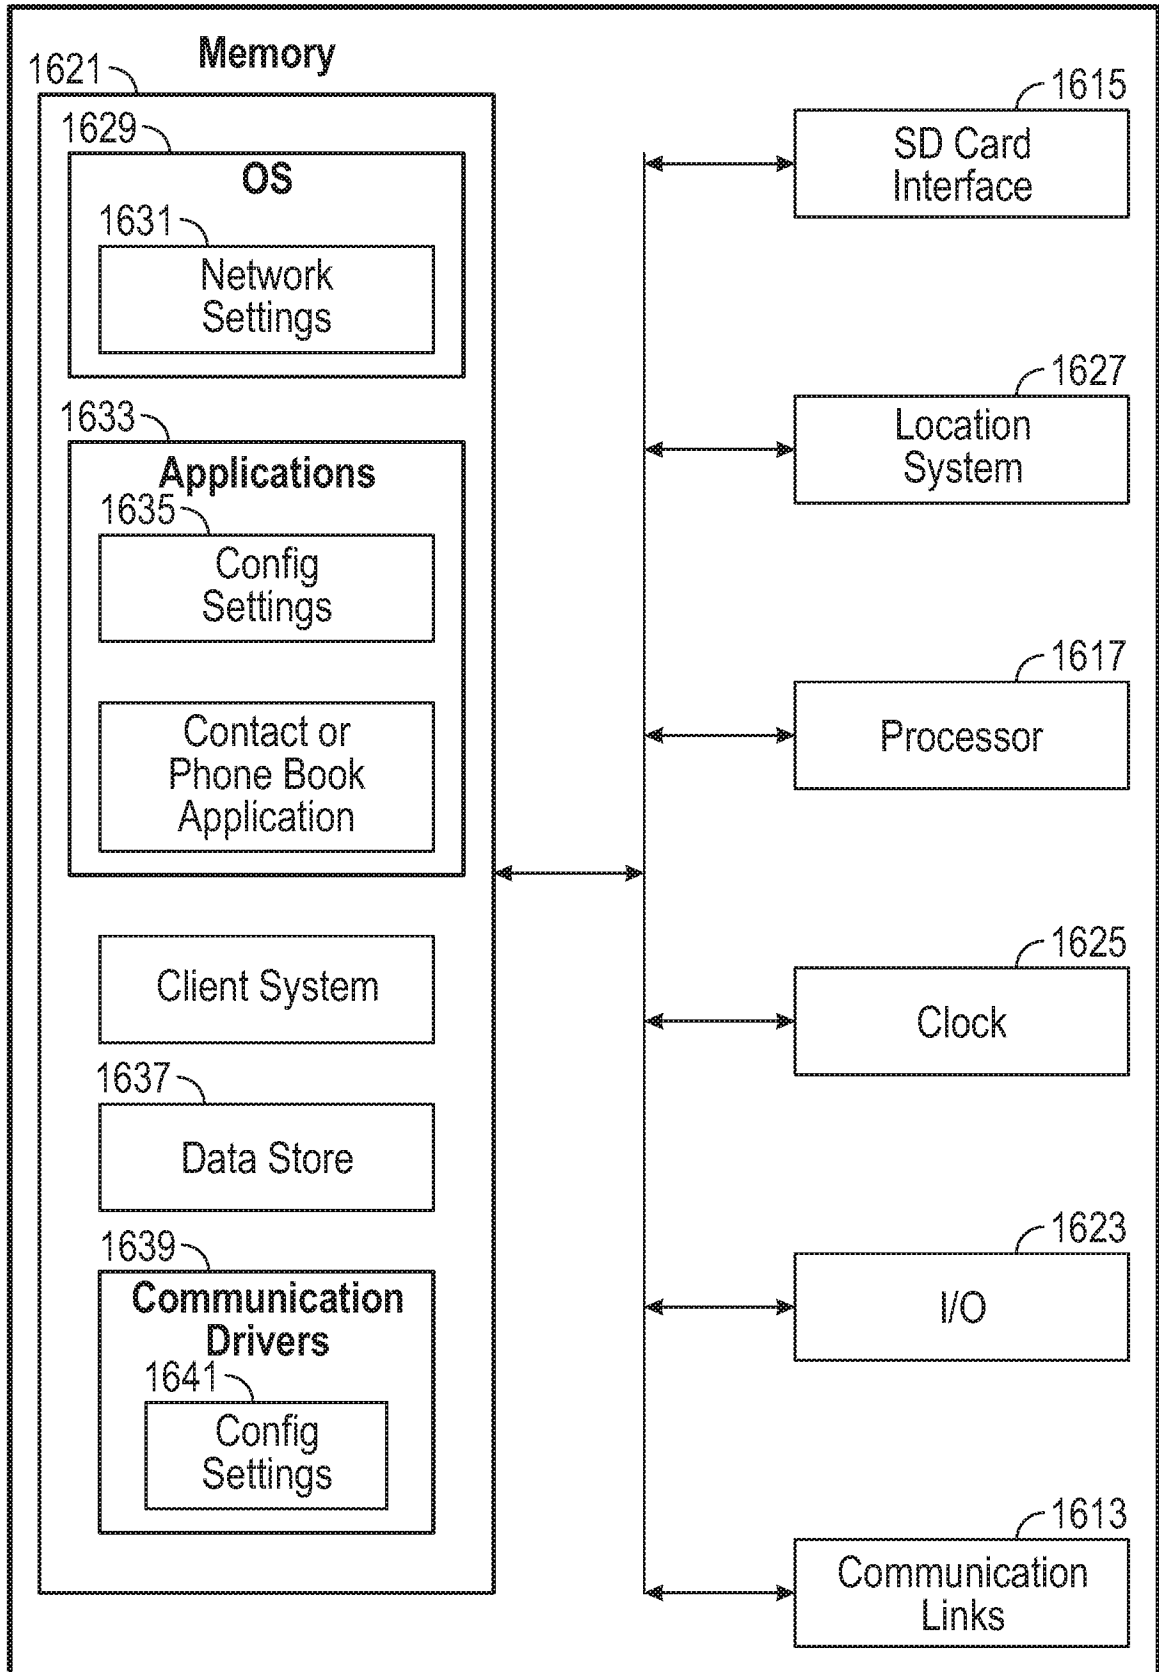 Memory
1621
1629
OS
1631
Network
Settings
1633
Applications
1635
Config
Settings
Contact or
Phone Book
Application
Client System
1637
Data Store
1639
Communication
Drivers
1641
Config
Settings
1615
SD Card
Interface
1627
Location
System
1617
Processor
1625
Clock
1623
I/O
1613
Communication
Links